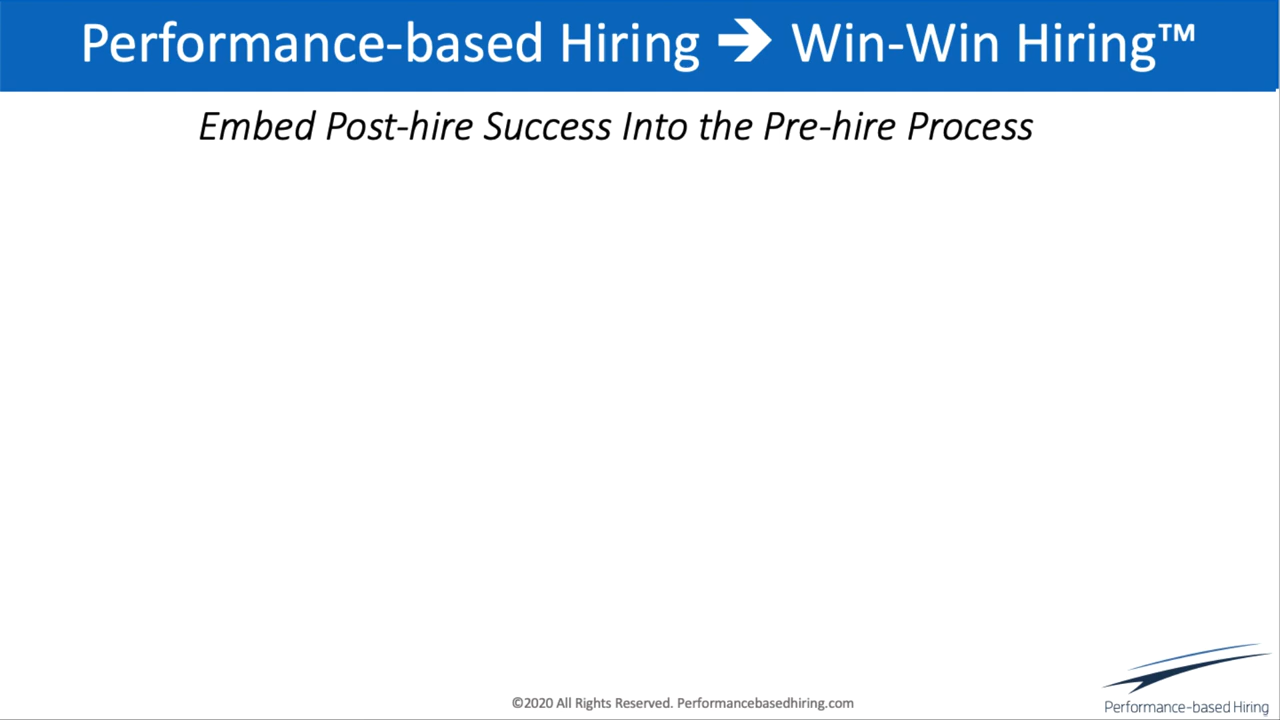 Performance-based Hiring ➔ Win-Win Hiring™
Embed Post-hire Success Into the Pre-hire Process
©2020 All Rights Reserved. Performancebasedhiring.com
Performance-based Hiring